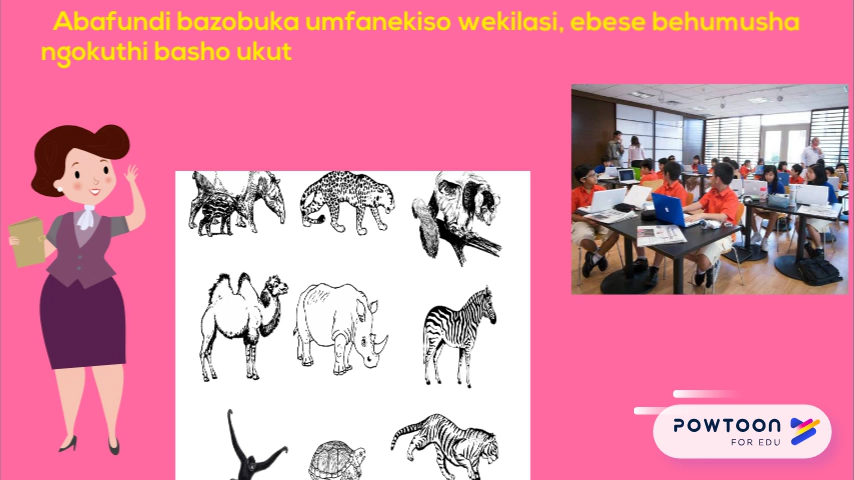 Abafundi bazobuka umfanekiso wekilasi, ebese behumusha
ngokuthi basho ukut
POWTOON
FOR EDU